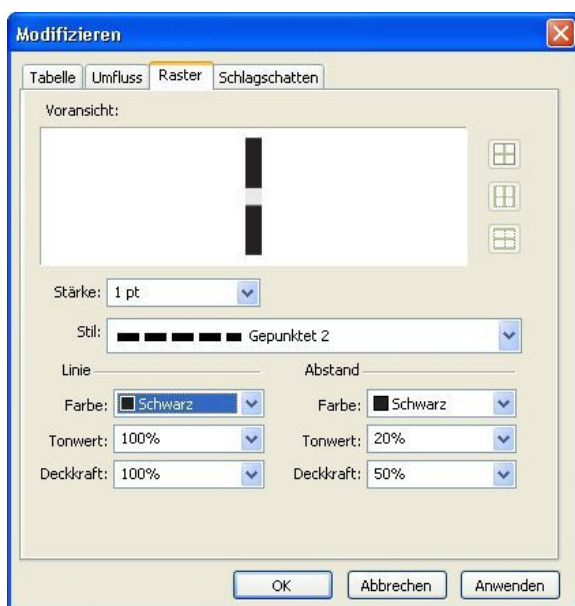 Modifizieren
Tabelle Umfluss Raster Schlagschatten
Voransicht:
Stärke: 1 pt
Stil: Gepunktet 2
Linie Abstand
Farbe: Schwarz Farbe: Schwarz
Tonwert: 100% Tonwert: 20%
Deckkraft: 100% Deckkraft: 50%
OK Abbrechen Anwenden